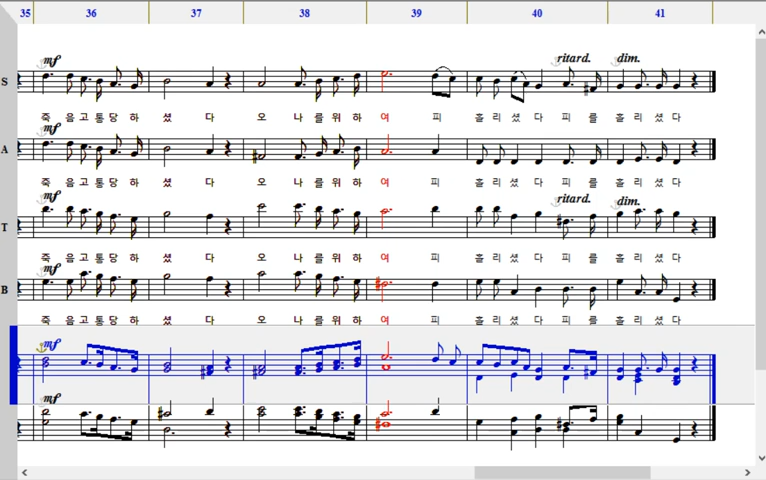 35 36 37 38 39 40 41
mf ritard. dim.
S
죽 음 고 통 당 하 셨 다 오 나 를 위 하 여 피 흘 리 셨 다 피 를 흘 리 셨 다
mf
A
죽 음 고 통 당 하 셨 다 오 나 를 위 하 여 피 흘 리 셨 다 피 를 흘 리 셨 다
mf ritard. dim.
T
죽 음 고 통 당 하 셨 다 오 나 를 위 하 여 피 흘 리 셨 다 피 를 흘 리 셨 다
mf
B
죽 음 고 통 당 하 셨 다 오 나 를 위 하 여 피 흘 리 셨 다 피 를 흘 리 셨 다
mf
mf